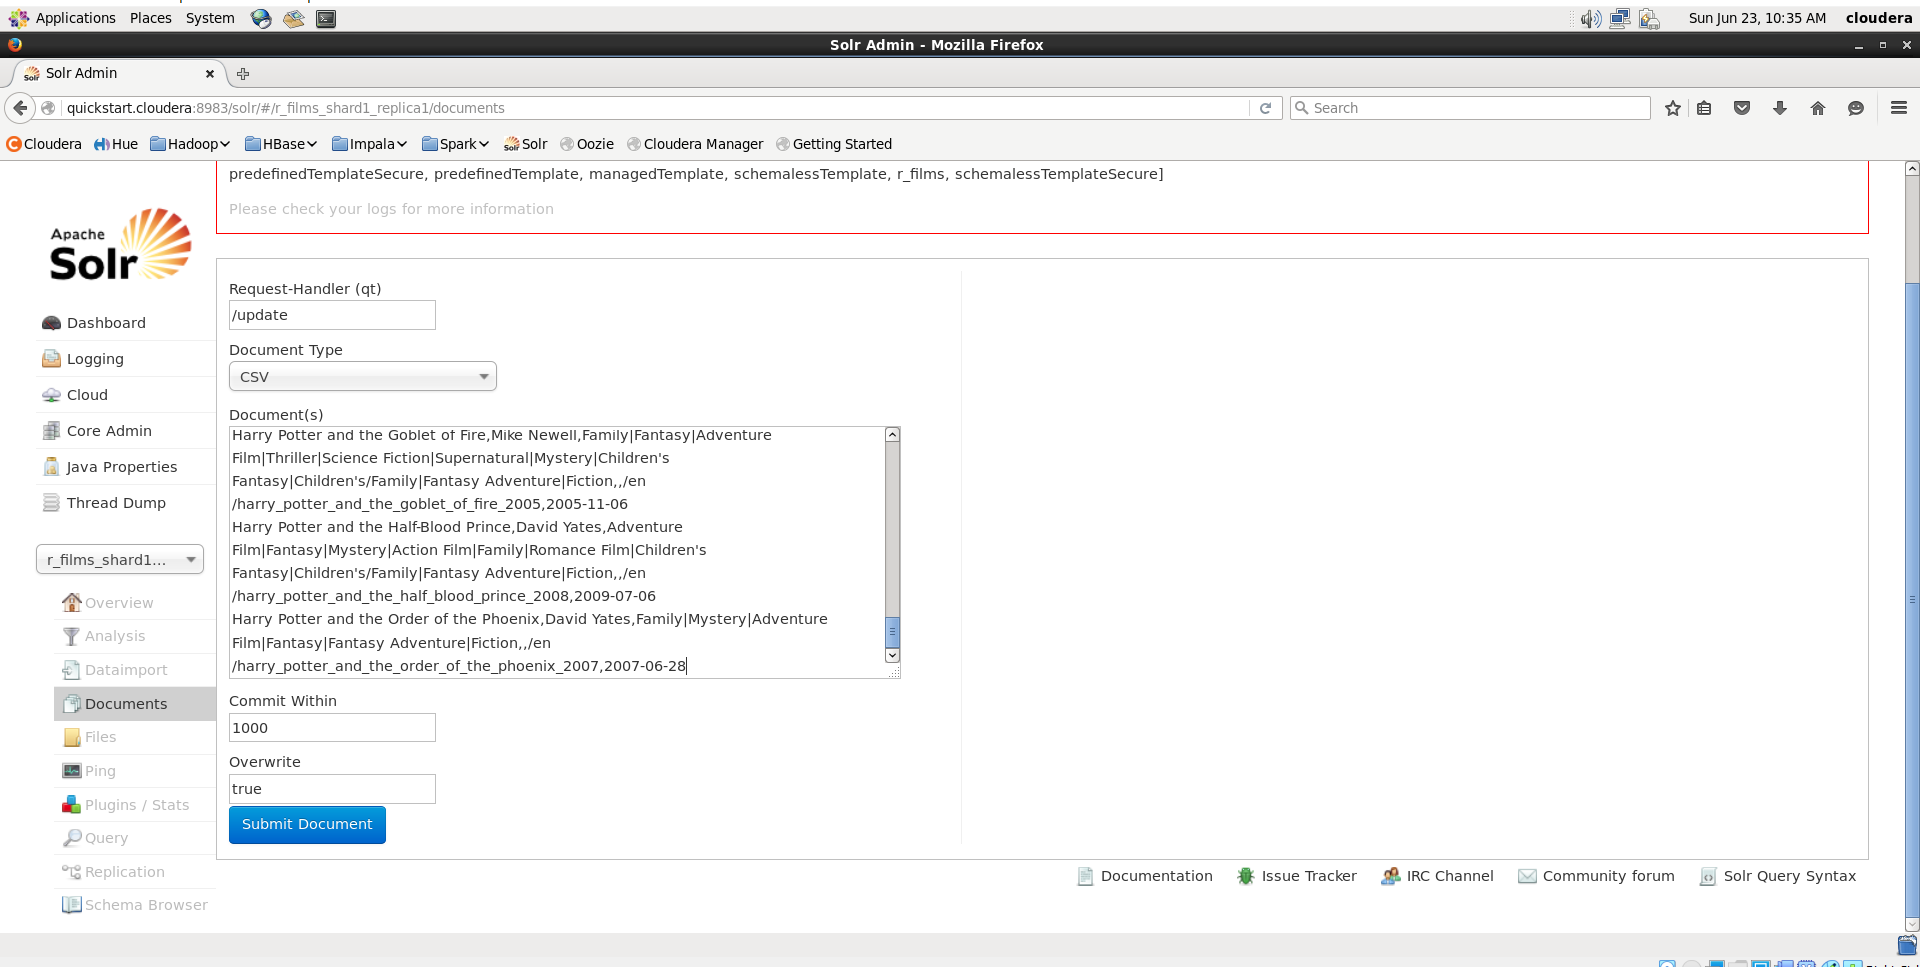 Applications Places System Sun Jun 23, 10:35 AM cloudera
Solr Admin - Mozilla Firefox
Solr Solr Admin
quickstart.cloudera:8983/solr/#/r_films_shard1_replica1/documents Search
Cloudera Hue Hadoop HBase Impala Spark Solr Oozie Cloudera Manager Getting Started
predefinedTemplateSecure, predefinedTemplate, managedTemplate, schemalessTemplate, r_films, schemalessTemplateSecure]
Please check your logs for more information
Apache
Solr
Dashboard
Logging
Cloud
Core Admin
Java Properties
Thread Dump
r_films_shard1...
Overview
Analysis
Dataimport
Documents
Files
Ping
Plugins / Stats
Query
Replication
Schema Browser
Request-Handler (qt)
/update
Document Type
CSV
Document(s)
Harry Potter and the Goblet of Fire,Mike Newell,Family|Fantasy|Adventure
Film|Thriller|Science Fiction|Supernatural|Mystery|Children's
Fantasy|Children's/Family|Fantasy Adventure|Fiction,,/en
/harry_potter_and_the_goblet_of_fire_2005,2005-11-06
Harry Potter and the Half-Blood Prince,David Yates,Adventure
Film|Fantasy|Mystery|Action Film|Family|Romance Film|Children's
Fantasy|Children's/Family|Fantasy Adventure|Fiction,,/en
/harry_potter_and_the_half_blood_prince_2008,2009-07-06
Harry Potter and the Order of the Phoenix,David Yates,Family|Mystery|Adventure
Film|Fantasy|Fantasy Adventure|Fiction,,/en
/harry_potter_and_the_order_of_the_phoenix_2007,2007-06-28
Commit Within
1000
Overwrite
true
Submit Document
Documentation Issue Tracker IRC Channel Community forum Solr Query Syntax